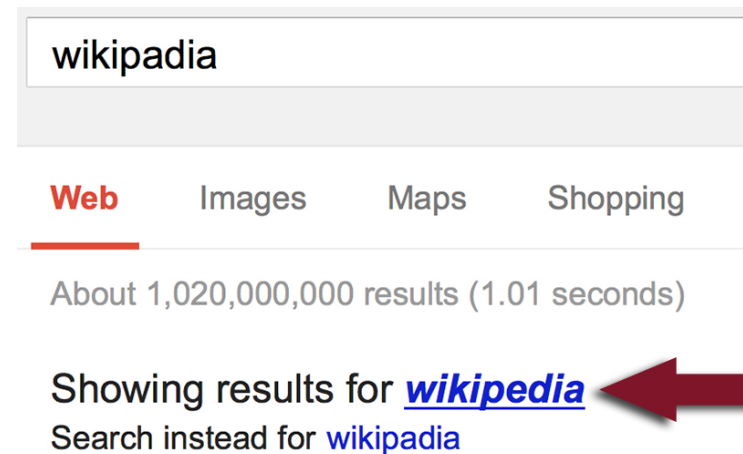 wikipadia
Web Images Maps Shopping
About 1,020,000,000 results (1.01 seconds)
Showing results for wikipedia
Search instead for wikipadia